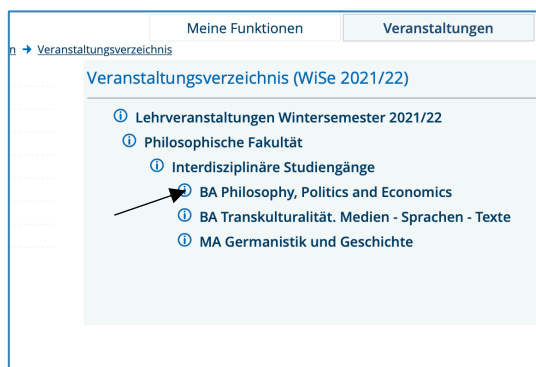 Meine Funktionen
Veranstaltungen
n → Veranstaltungsverzeichnis
Veranstaltungsverzeichnis (WiSe 2021/22)
Lehrveranstaltungen Wintersemester 2021/22
Philosophische Fakultät
Interdisziplinäre Studiengänge
BA Philosophy, Politics and Economics
BA Transkulturalität. Medien - Sprachen - Texte
MA Germanistik und Geschichte